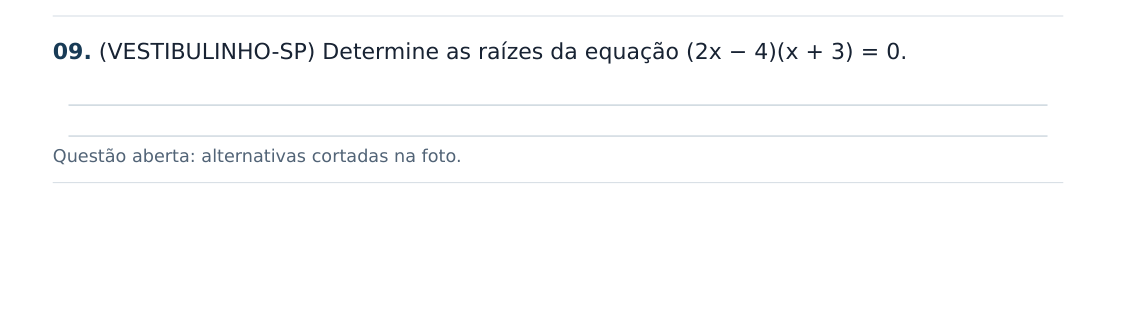 09. (VESTIBULINHO-SP) Determine as raízes da equação (2x − 4)(x + 3) = 0.
Questão aberta: alternativas cortadas na foto.